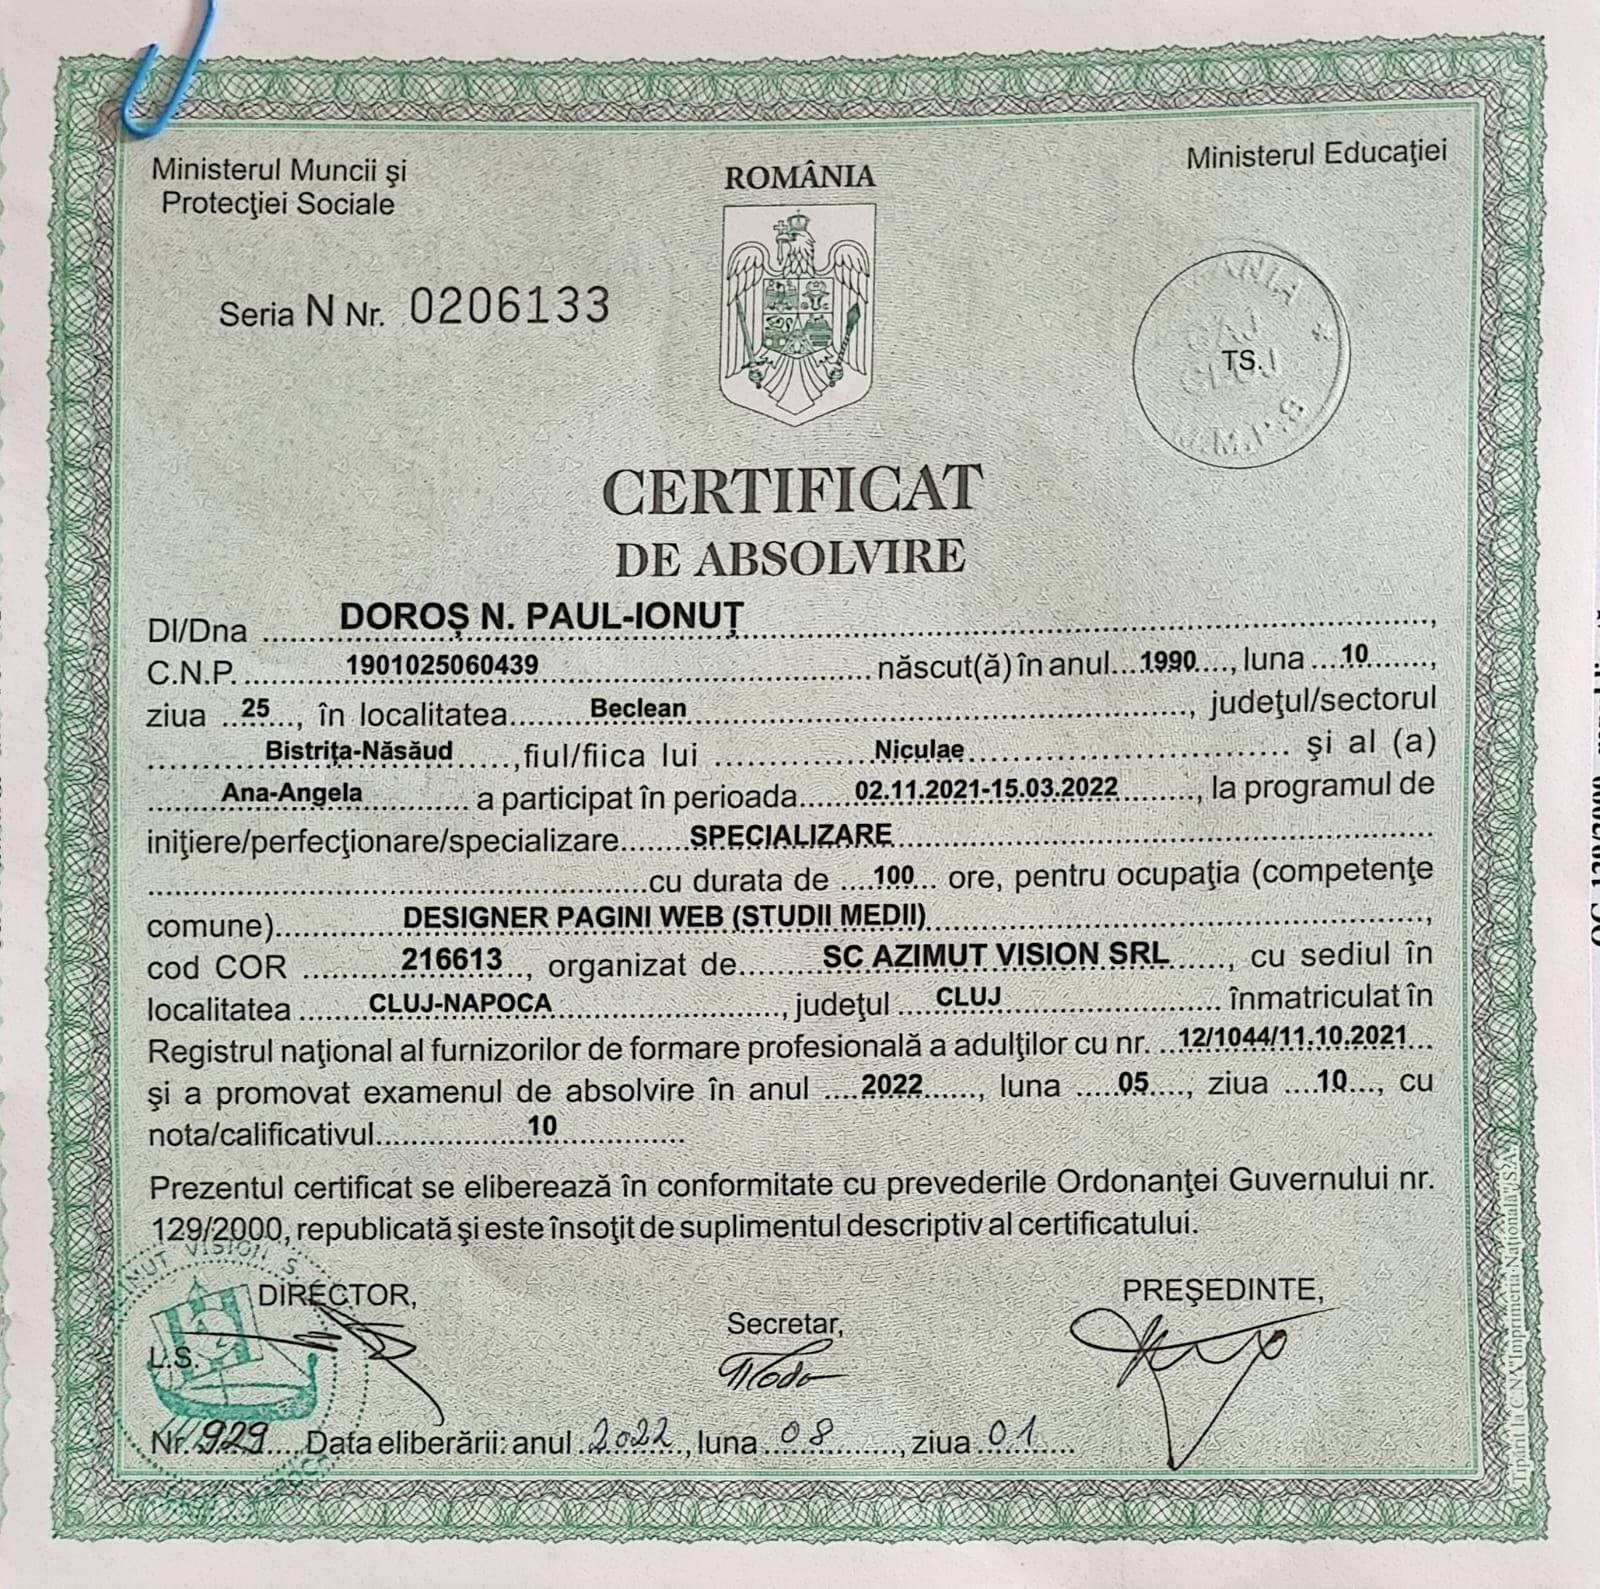 Ministerul Muncii şi
Protecţiei Sociale
ROMÂNIA
Ministerul Educaţiei
Seria N Nr. 0206133
TS.
CERTIFICAT
DE ABSOLVIRE
Dl/Dna ..........DOROȘ N. PAUL-IONUȚ..........,
C.N.P. ..........1901025060439.......... născut(ă) în anul...1990...., luna ....10......,
ziua ..25..., în localitatea........Beclean.........., judeţul/sectorul
..........Bistrița-Năsăud.....,fiul/fiica lui ..........Niculae.......... şi al (a)
........Ana-Angela.......... a participat în perioada......02.11.2021-15.03.2022........, la programul de
iniţiere/perfecţionare/specializare.......SPECIALIZARE..........
..........cu durata de ....100... ore, pentru ocupaţia (competenţe
comune)..........DESIGNER PAGINI WEB (STUDII MEDII)..........,
cod COR ..........216613..., organizat de........SC AZIMUT VISION SRL......, cu sediul în
localitatea .......CLUJ-NAPOCA.........., judeţul ....CLUJ.......... înmatriculat în
Registrul naţional al furnizorilor de formare profesională a adulţilor cu nr. ..12/1044/11.10.2021...
şi a promovat examenul de absolvire în anul ....2022......, luna .....05...., ziua ....10..., cu
nota/calificativul..........10..........
Prezentul certificat se eliberează în conformitate cu prevederile Ordonanţei Guvernului nr.
129/2000, republicată şi este însoţit de suplimentul descriptiv al certificatului.
VISION
DIRECTOR,
Secretar,
PREŞEDINTE,
L.S.
Nr. 929.... Data eliberării: anul .2022.., luna ..08......., ziua .01.....
Tipărit la C.N.A. "Imprimeria Naţională" S.A.